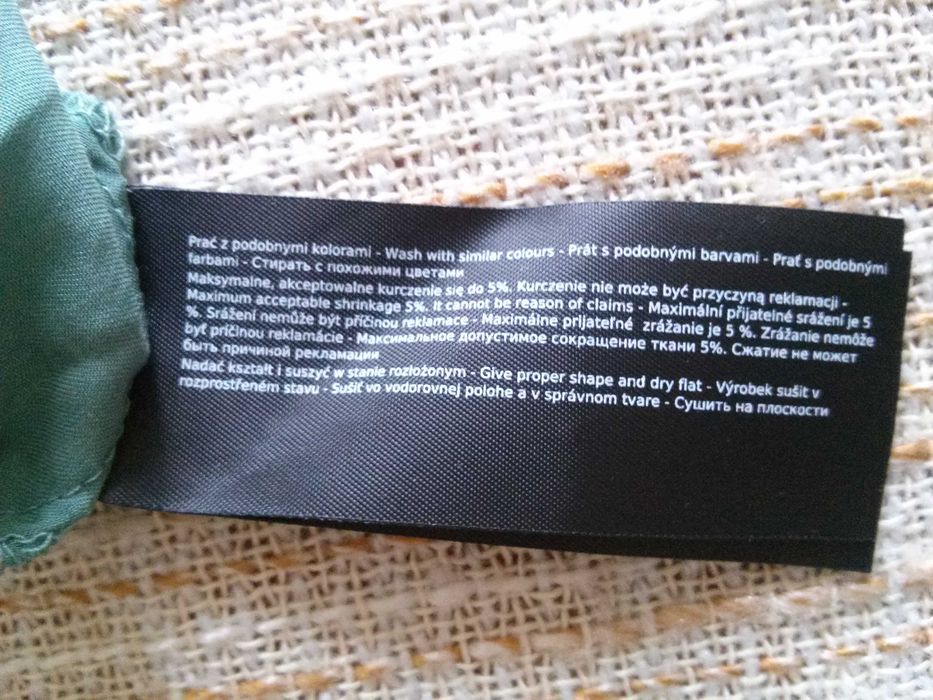 Prać z podobnymi kolorami - Wash with similar colours - Prát s podobnými barvami - Prať s podobnými
farbami - Стирать с похожими цветами
Maksymalne, akceptowalne kurczenie się do 5%. Kurczenie nie może być przyczyną reklamacji -
Maximum acceptable shrinkage 5%. It cannot be reason of claims - Maximální přijatelné srážení je 5
%. Srážení nemůže být příčinou reklamace - Maximálne prijateľné zrážanie je 5 %. Zrážanie nemôže
byť príčinou reklamácie - Максимальное допустимое сокращение ткани 5%. Сжатие не может
быть причиной рекламации
Nadać kształt i suszyć w stanie rozłożonym - Give proper shape and dry flat - Výrobek sušit v
rozprostřeném stavu - Sušiť vo vodorovnej polohe a v správnom tvare - Сушить на плоскости